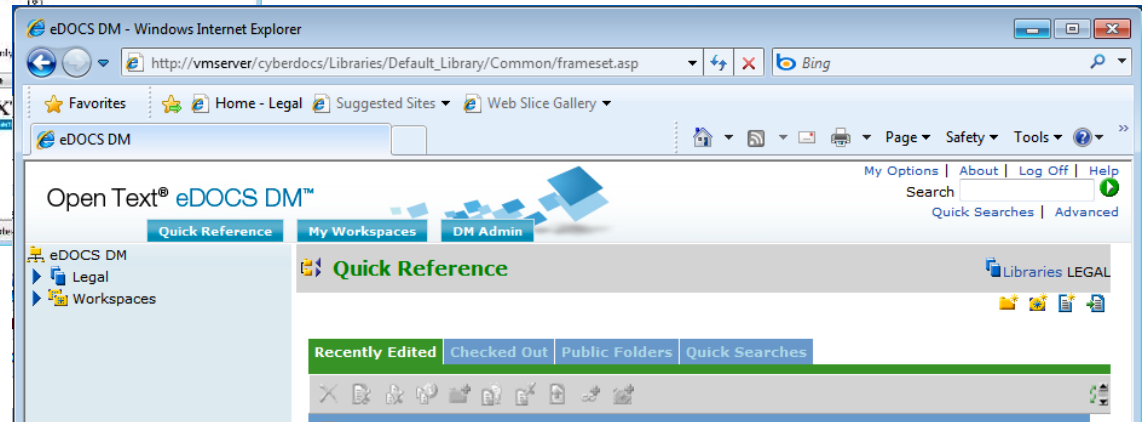 eDOCS DM - Windows Internet Explorer
http://vmserver/cyberdocs/Libraries/Default_Library/Common/frameset.asp
Bing
Favorites Home - Legal Suggested Sites Web Slice Gallery
eDOCS DM
Page Safety Tools
My Options | About | Log Off | Help
Open Text® eDOCS DM™
Search
Quick Searches | Advanced
Quick Reference My Workspaces DM Admin
eDOCS DM
Legal
Workspaces
Quick Reference
Libraries LEGAL
Recently Edited Checked Out Public Folders Quick Searches